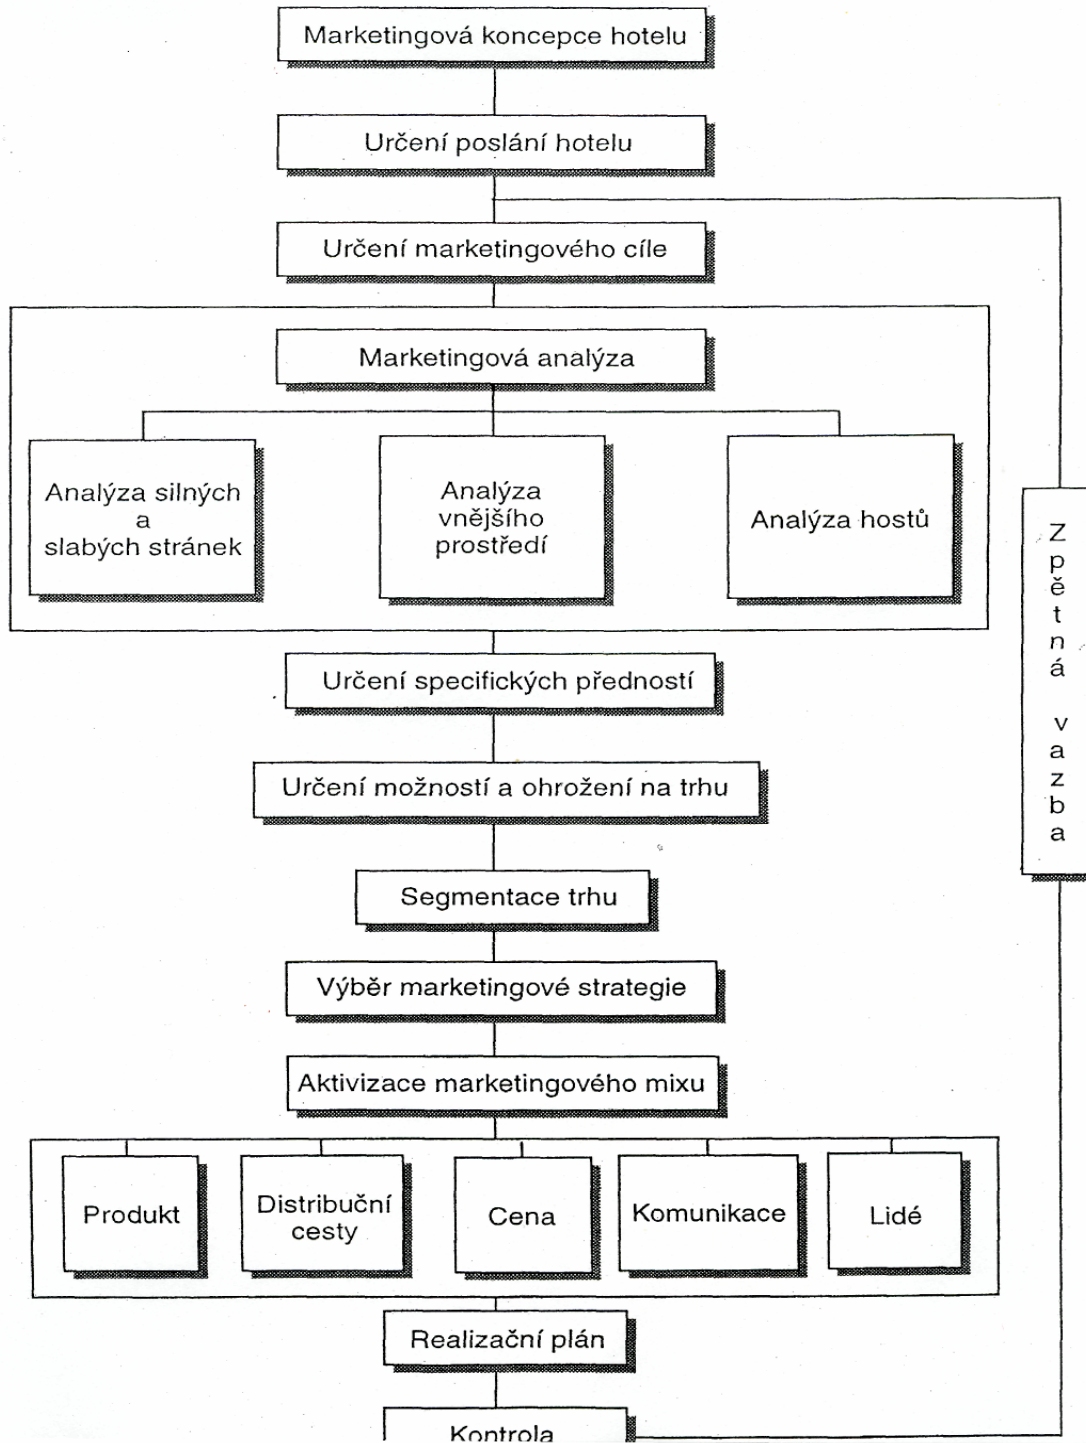 Marketingová koncepce hotelu
Určení poslání hotelu
Určení marketingového cíle
Marketingová analýza
Analýza silných
a
slabých stránek
Analýza
vnějšího
prostředí
Analýza hostů
Zpětná vazba
Určení specifických předností
Určení možností a ohrožení na trhu
Segmentace trhu
Výběr marketingové strategie
Aktivizace marketingového mixu
Produkt
Distribuční
cesty
Cena
Komunikace
Lidé
Realizační plán
Kontrola